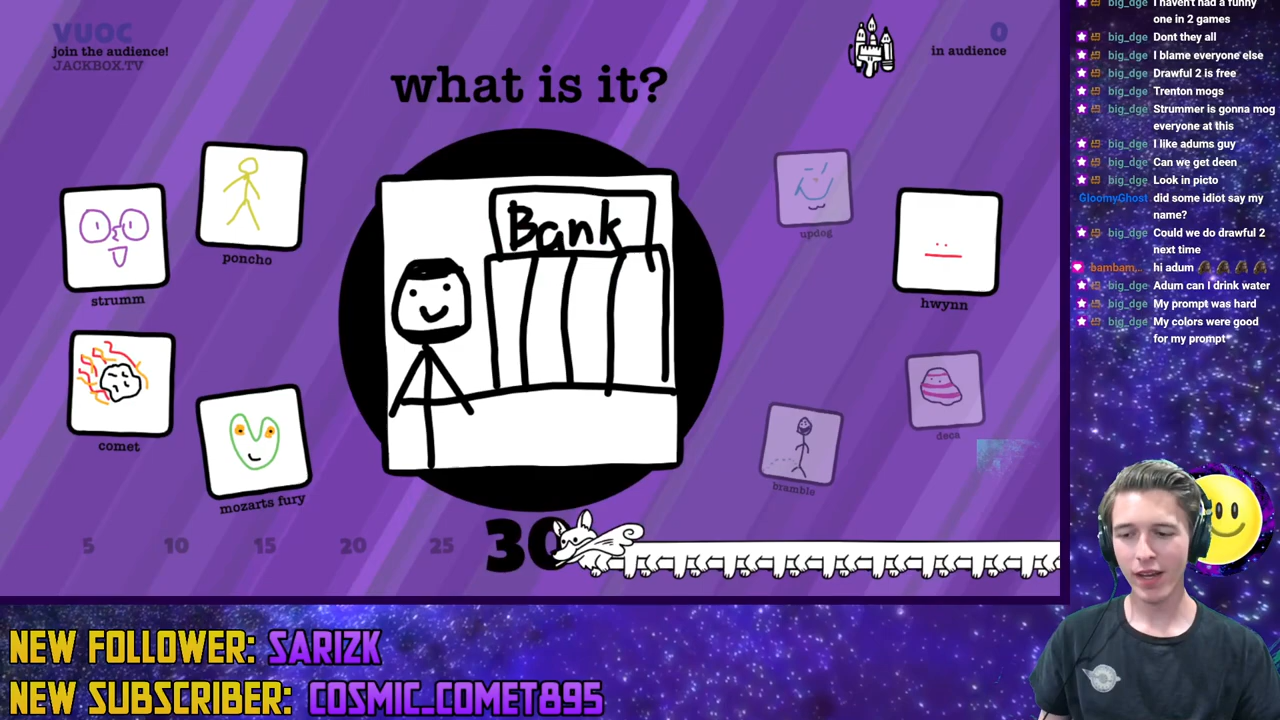 VUOC
join the audience!
JACKBOX.TV
0
in audience
what is it?
Bank
strumm
poncho
comet
mozarts fury
updog
hwynn
deca
bramble
5 10 15 20 25 30
big_dge I haven't had a funny
one in 2 games
big_dge Dont they all
big_dge I blame everyone else
big_dge Drawful 2 is free
big_dge Trenton mogs
big_dge Strummer is gonna mog
everyone at this
big_dge I like adums guy
big_dge Can we get deen
big_dge Look in picto
GloomyGhost did some idiot say my
name?
big_dge Could we do drawful 2
next time
bambam... hi adum
big_dge Adum can I drink water
big_dge My prompt was hard
big_dge My colors were good
for my prompt*
NEW FOLLOWER: SARIZK
NEW SUBSCRIBER: COSMIC_COMET895